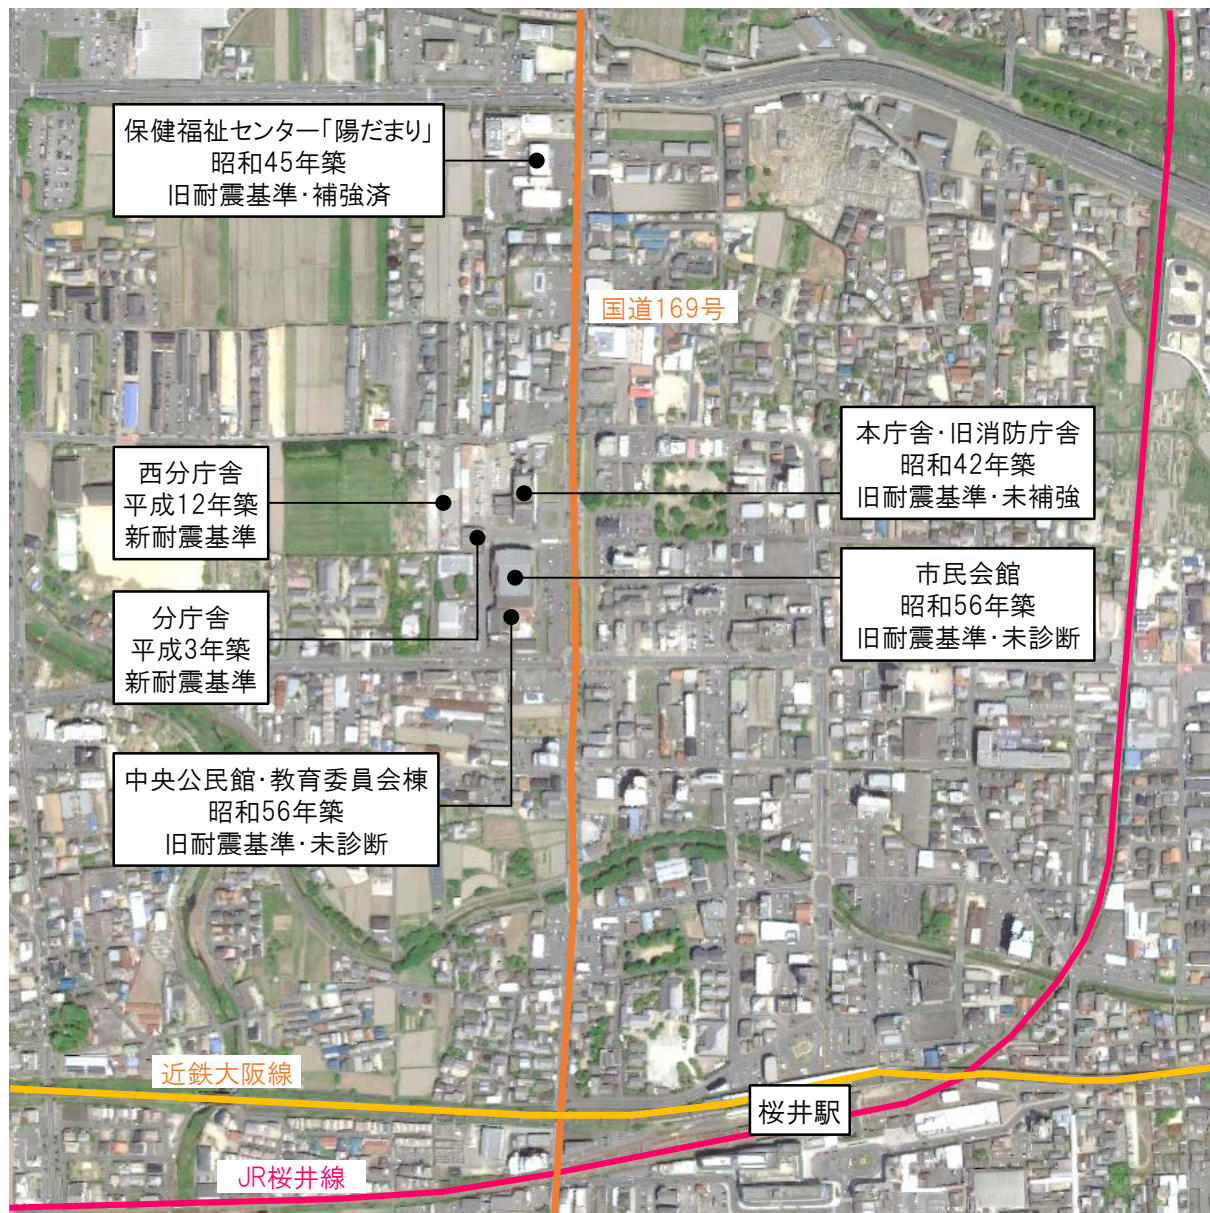 保健福祉センター「陽だまり」
昭和45年築
旧耐震基準・補強済
国道169号
本庁舎・旧消防庁舎
昭和42年築
旧耐震基準・未補強
西分庁舎
平成12年築
新耐震基準
市民会館
昭和56年築
旧耐震基準・未診断
分庁舎
平成3年築
新耐震基準
中央公民館・教育委員会棟
昭和56年築
旧耐震基準・未診断
近鉄大阪線
桜井駅
JR桜井線